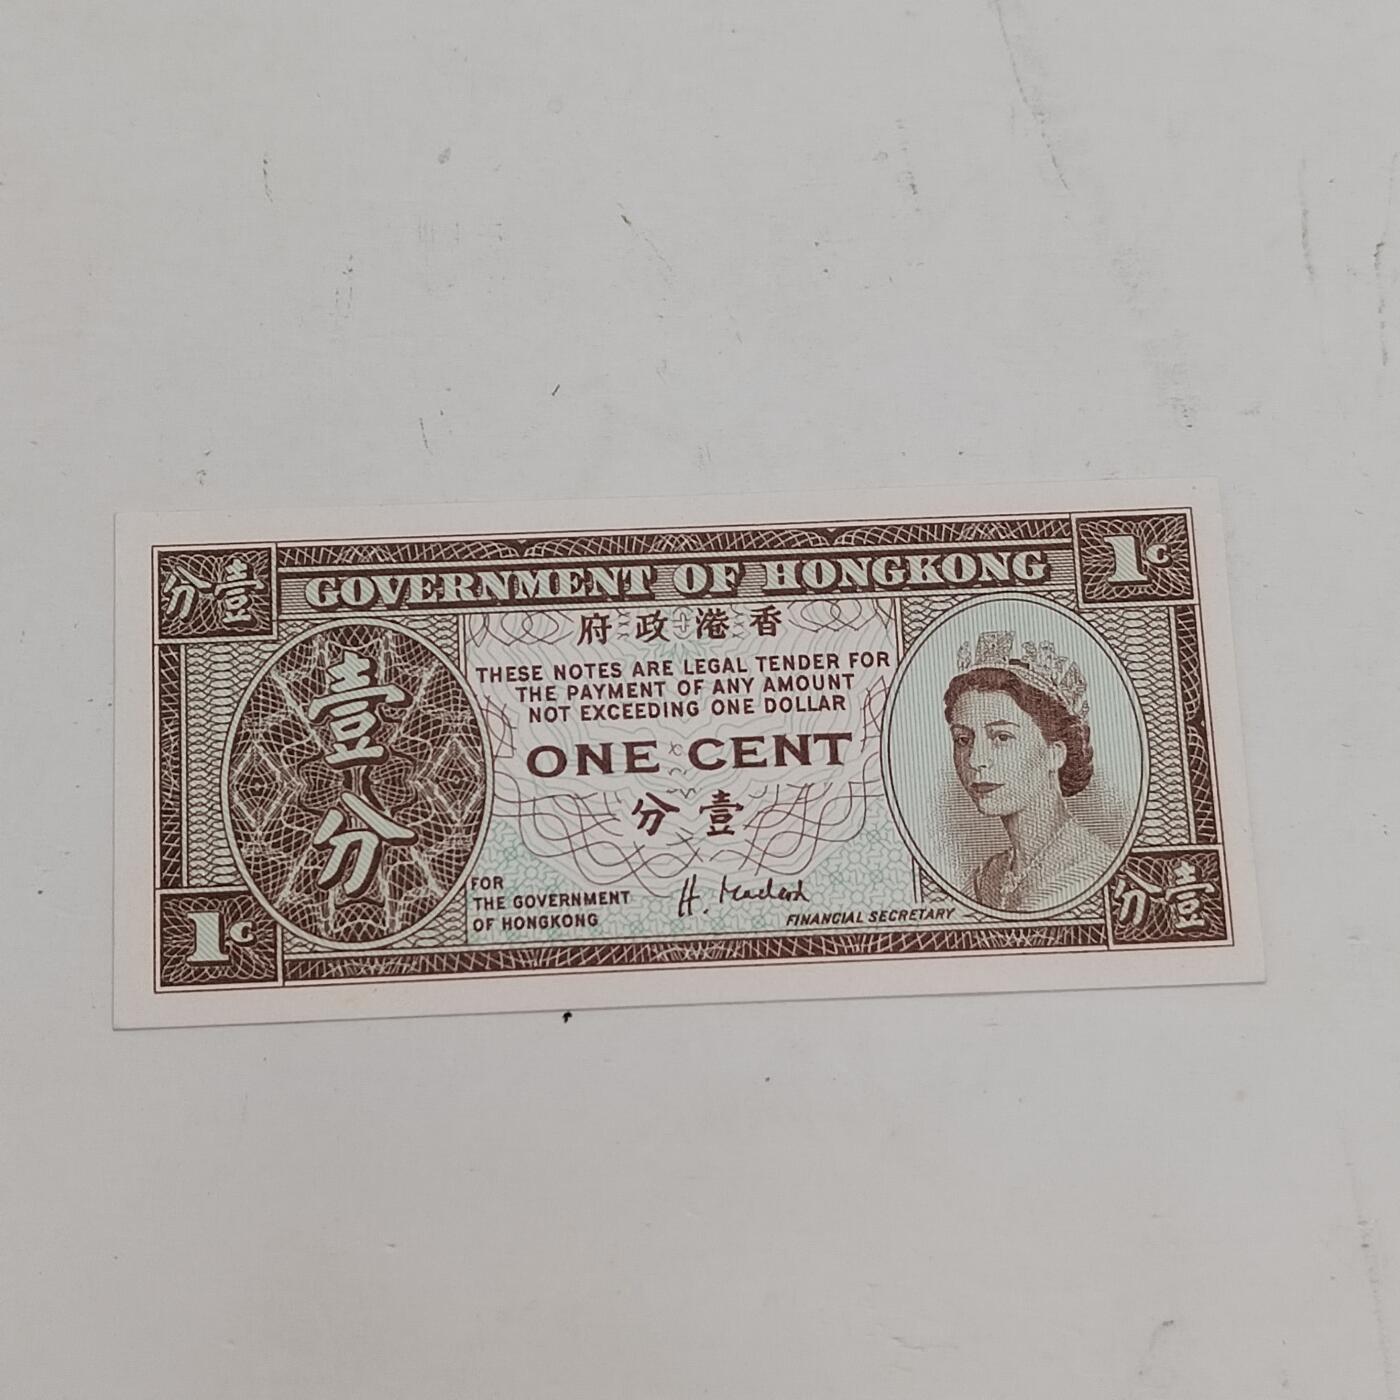 分壹
GOVERNMENT OF HONGKONG
1c
府政港香
壹
分
THESE NOTES ARE LEGAL TENDER FOR
THE PAYMENT OF ANY AMOUNT
NOT EXCEEDING ONE DOLLAR
ONE CENT
分壹
FOR
THE GOVERNMENT
OF HONGKONG
FINANCIAL SECRETARY
1c
分壹